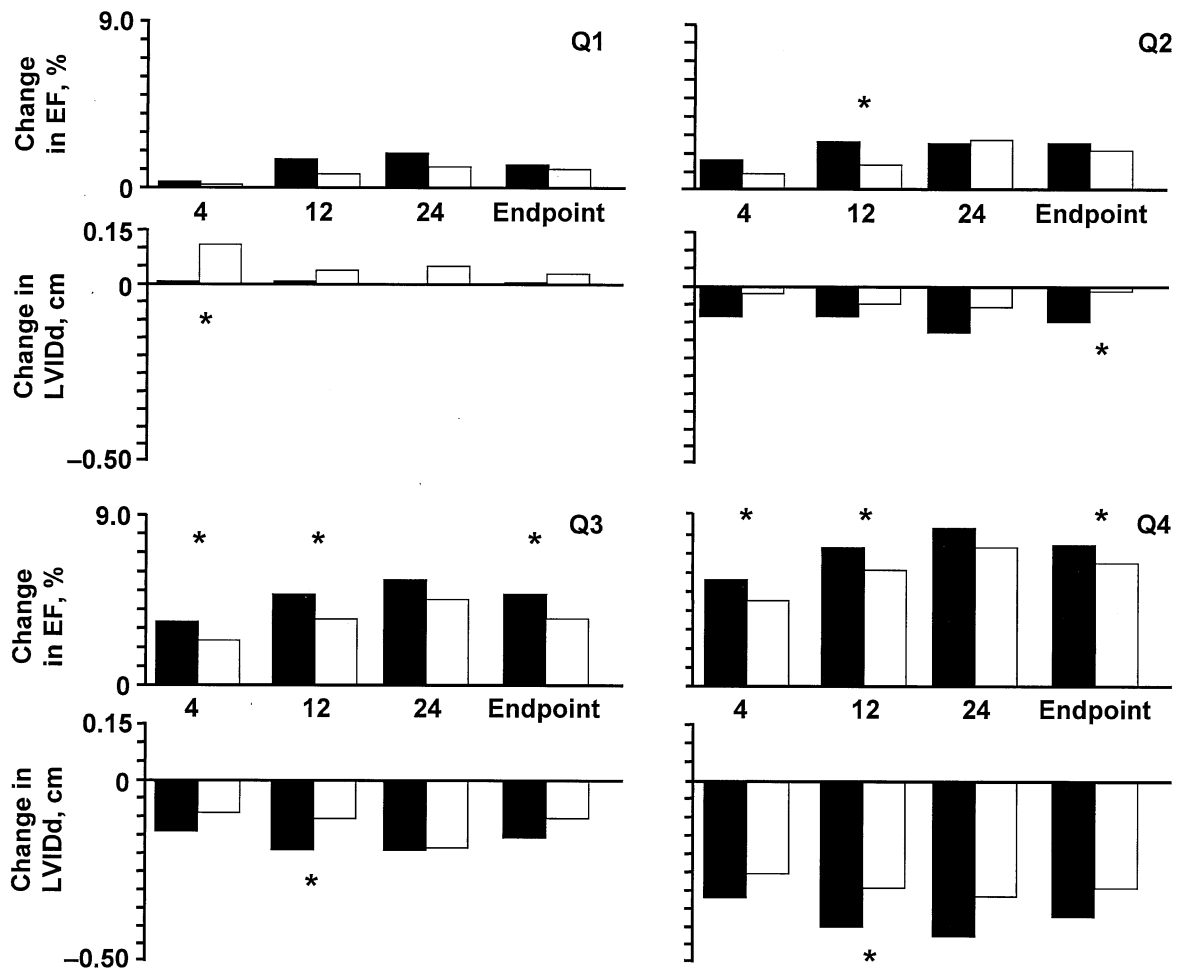 9.0
Q1
Q2
Change
in EF, %
*
0
4 12 24 Endpoint
4 12 24 Endpoint
0.15
0
Change in
LVIDd, cm
*
*
–0.50
9.0
* * *
Q3
* * *
Q4
Change
in EF, %
0
4 12 24 Endpoint
4 12 24 Endpoint
0.15
0
Change in
LVIDd, cm
*
*
–0.50